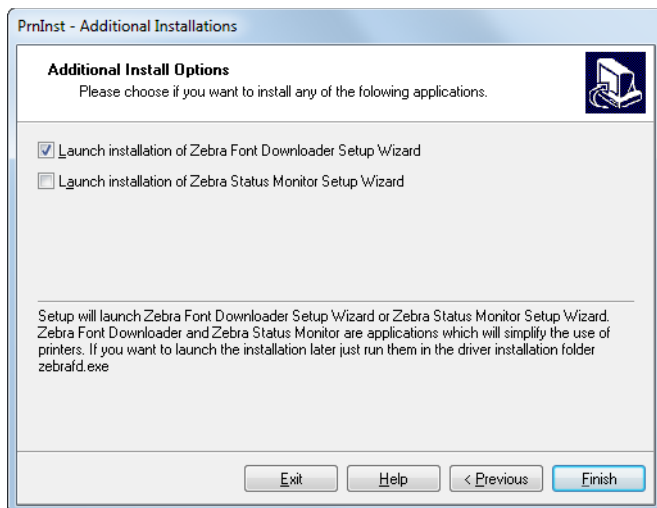 PrnInst - Additional Installations
Additional Install Options
Please choose if you want to install any of the folowing applications.
Launch installation of Zebra Font Downloader Setup Wizard
Launch installation of Zebra Status Monitor Setup Wizard
Setup will launch Zebra Font Downloader Setup Wizard or Zebra Status Monitor Setup Wizard.
Zebra Font Downloader and Zebra Status Monitor are applications which will simplify the use of
printers. If you want to launch the installation later just run them in the driver installation folder
zebrafd.exe
Exit
Help
< Previous
Finish